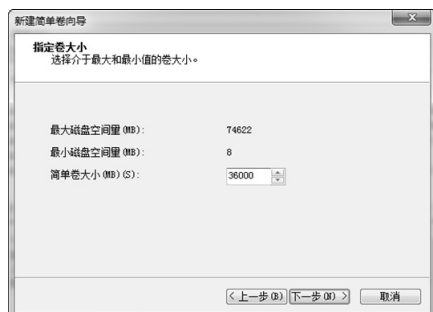 新建简单卷向导
指定卷大小
选择介于最大和最小值的卷大小。
最大磁盘空间量(MB): 74622
最小磁盘空间量(MB): 8
简单卷大小(MB)(S): 36000
<上一步(B) 下一步(N)> 取消